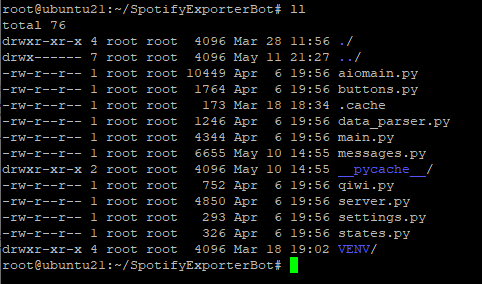 root@ubuntu21:~/SpotifyExporterBot# ll
total 76
drwxr-xr-x 4 root root  4096 Mar 28 11:56 ./
drwx------ 7 root root  4096 May 11 21:27 ../
-rw-r--r-- 1 root root 10449 Apr  6 19:56 aiomain.py
-rw-r--r-- 1 root root  1764 Apr  6 19:56 buttons.py
-rw-r--r-- 1 root root   173 Mar 18 18:34 .cache
-rw-r--r-- 1 root root  1246 Apr  6 19:56 data_parser.py
-rw-r--r-- 1 root root  4344 Apr  6 19:56 main.py
-rw-r--r-- 1 root root  6655 May 10 14:55 messages.py
drwxr-xr-x 2 root root  4096 May 10 14:55 __pycache__/
-rw-r--r-- 1 root root   752 Apr  6 19:56 qiwi.py
-rw-r--r-- 1 root root  4850 Apr  6 19:56 server.py
-rw-r--r-- 1 root root   293 Apr  6 19:56 settings.py
-rw-r--r-- 1 root root   326 Apr  6 19:56 states.py
drwxr-xr-x 4 root root  4096 Mar 18 19:02 VENV/
root@ubuntu21:~/SpotifyExporterBot#